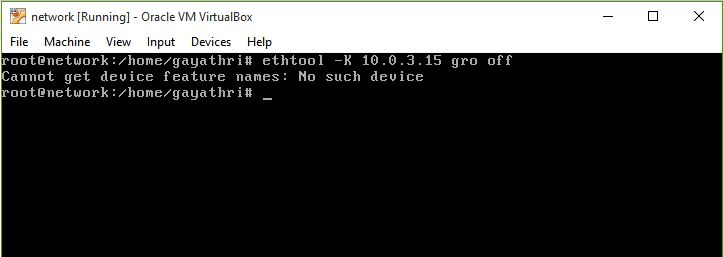 network [Running] - Oracle VM VirtualBox
File Machine View Input Devices Help
root@network:/home/gayathri# ethtool -K 10.0.3.15 gro off
Cannot get device feature names: No such device
root@network:/home/gayathri# _